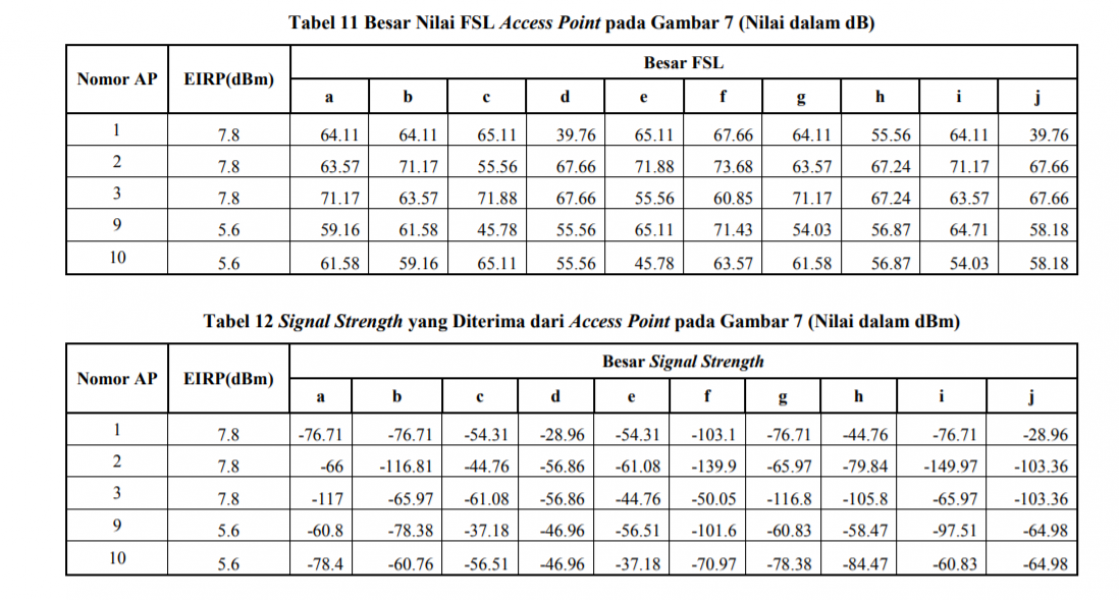 Tabel 11 Besar Nilai FSL Access Point pada Gambar 7 (Nilai dalam dB)
Nomor AP EIRP(dBm) Besar FSL
a b c d e f g h i j
1 7.8 64.11 64.11 65.11 39.76 65.11 67.66 64.11 55.56 64.11 39.76
2 7.8 63.57 71.17 55.56 67.66 71.88 73.68 63.57 67.24 71.17 67.66
3 7.8 71.17 63.57 71.88 67.66 55.56 60.85 71.17 67.24 63.57 67.66
9 5.6 59.16 61.58 45.78 55.56 65.11 71.43 54.03 56.87 64.71 58.18
10 5.6 61.58 59.16 65.11 55.56 45.78 63.57 61.58 56.87 54.03 58.18
Tabel 12 Signal Strength yang Diterima dari Access Point pada Gambar 7 (Nilai dalam dBm)
Nomor AP EIRP(dBm) Besar Signal Strength
a b c d e f g h i j
1 7.8 -76.71 -76.71 -54.31 -28.96 -54.31 -103.1 -76.71 -44.76 -76.71 -28.96
2 7.8 -66 -116.81 -44.76 -56.86 -61.08 -139.9 -65.97 -79.84 -149.97 -103.36
3 7.8 -117 -65.97 -61.08 -56.86 -44.76 -50.05 -116.8 -105.8 -65.97 -103.36
9 5.6 -60.8 -78.38 -37.18 -46.96 -56.51 -101.6 -60.83 -58.47 -97.51 -64.98
10 5.6 -78.4 -60.76 -56.51 -46.96 -37.18 -70.97 -78.38 -84.47 -60.83 -64.98